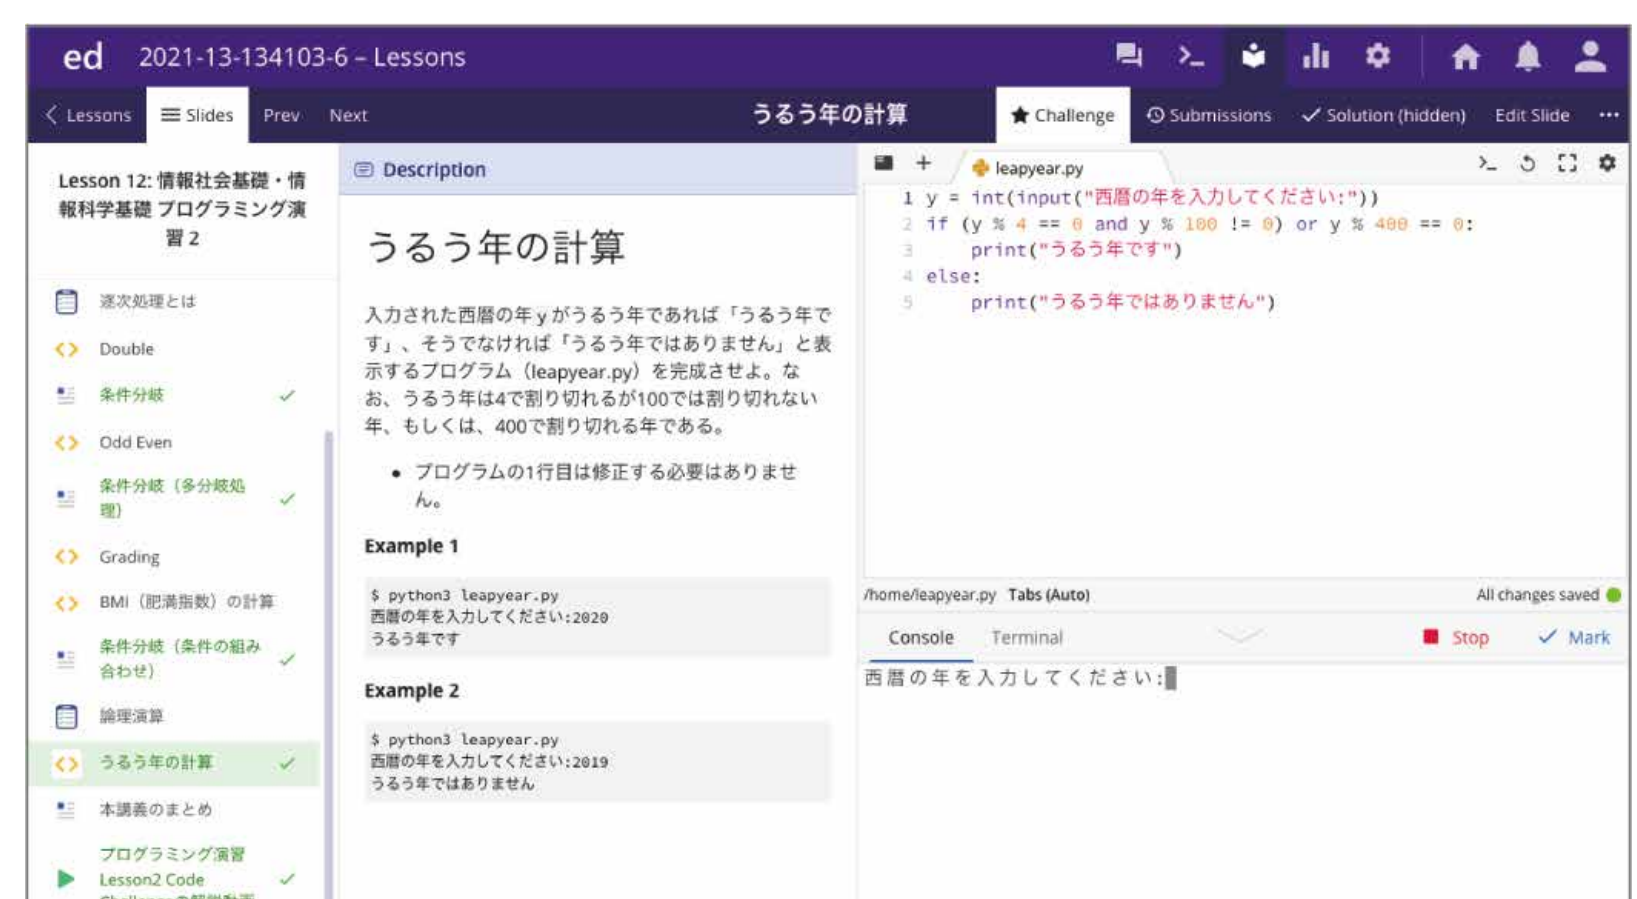 ed 2021-13-134103-6 – Lessons
Lessons Slides Prev Next うるう年の計算 Challenge Submissions Solution (hidden) Edit Slide ···
Lesson 12: 情報社会基礎・情
報科学基礎 プログラミング演
習 2
逐次処理とは
Double
条件分岐
Odd Even
条件分岐（多分岐処
理）
Grading
BMI（肥満指数）の計算
条件分岐（条件の組み
合わせ）
論理演算
うるう年の計算
本講義のまとめ
プログラミング演習
Lesson2 Code
Description
うるう年の計算
入力された西暦の年 y がうるう年であれば「うるう年で
す」、そうでなければ「うるう年ではありません」と表
示するプログラム（leapyear.py）を完成させよ。な
お、うるう年は4で割り切れるが100では割り切れない
年、もしくは、400で割り切れる年である。
• プログラムの1行目は修正する必要はありませ
ん。
Example 1
$ python3 leapyear.py
西暦の年を入力してください:2020
うるう年です
Example 2
$ python3 leapyear.py
西暦の年を入力してください:2019
うるう年ではありません
leapyear.py
1 y = int(input("西暦の年を入力してください:"))
2 if (y % 4 == 0 and y % 100 != 0) or y % 400 == 0:
3 print("うるう年です")
4 else:
5 print("うるう年ではありません")
/home/leapyear.py Tabs (Auto) All changes saved
Console Terminal Stop Mark
西暦の年を入力してください: